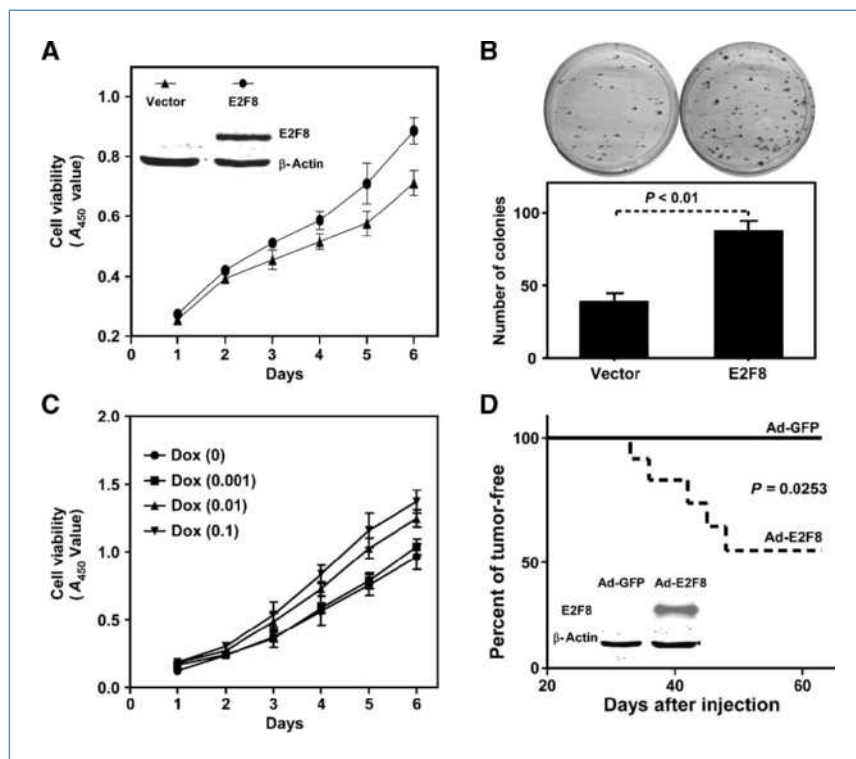 A
Vector E2F8
E2F8
β-Actin
Cell viability
( A450 value)
1.0
0.8
0.6
0.4
0.2
0 1 2 3 4 5 6
Days
B
P < 0.01
Number of colonies
100
50
0
Vector E2F8
C
Dox (0)
Dox (0.001)
Dox (0.01)
Dox (0.1)
Cell viability
( A450 Value)
2.0
1.5
1.0
0.5
0.0
0 1 2 3 4 5 6
Days
D
Ad-GFP
P = 0.0253
Ad-E2F8
Ad-GFP Ad-E2F8
E2F8
β-Actin
Percent of tumor-free
100
50
0
20 40 60
Days after injection